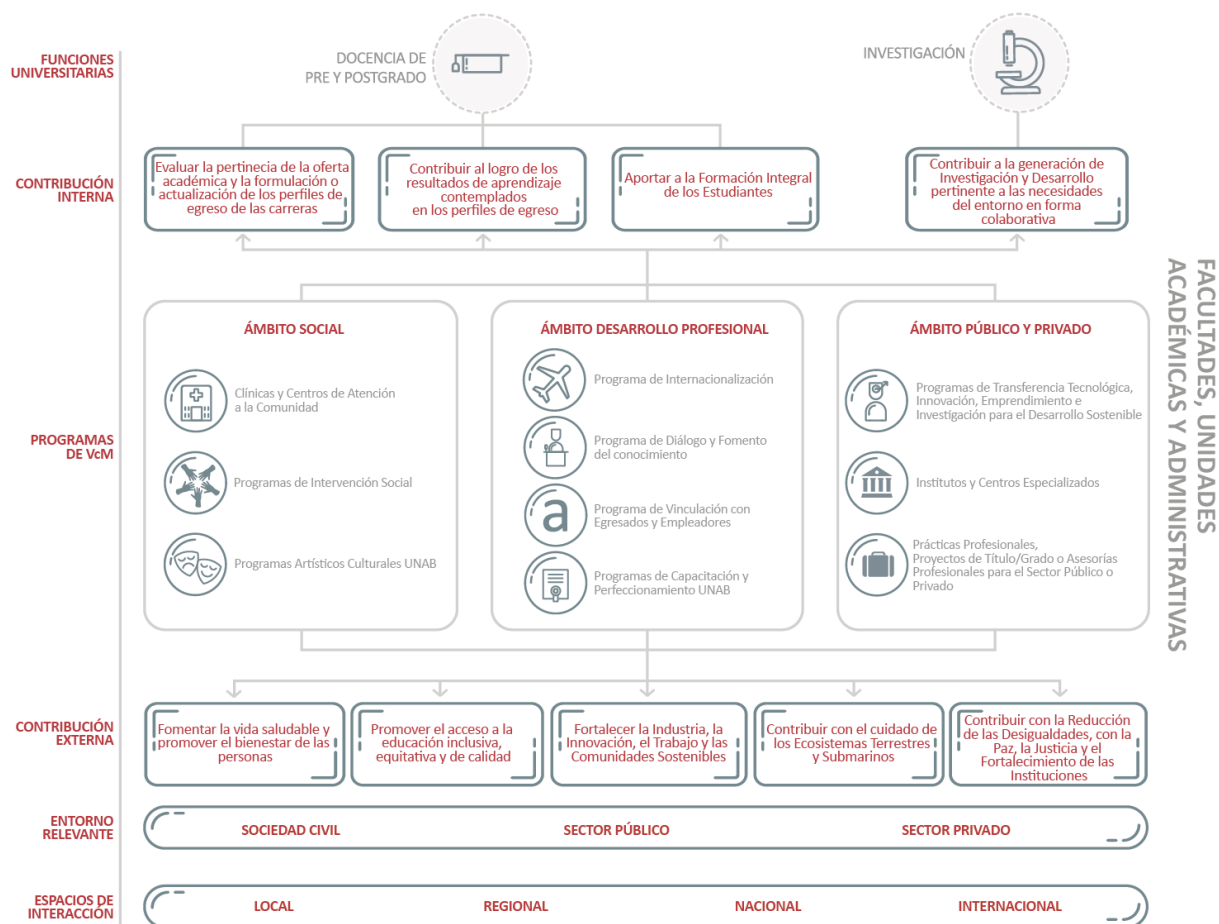 FUNCIONES
UNIVERSITARIAS
DOCENCIA DE
PRE Y POSTGRADO
INVESTIGACIÓN
CONTRIBUCIÓN
INTERNA
Evaluar la pertinecia de la oferta
académica y la formulación o
actualización de los perfiles de
egreso de las carreras
Contribuir al logro de los
resultados de aprendizaje
contemplados
en los perfiles de egreso
Aportar a la Formación Integral
de los Estudiantes
Contribuir a la generación de
Investigación y Desarrollo
pertinente a las necesidades
del entorno en forma
colaborativa
PROGRAMAS
DE VcM
ÁMBITO SOCIAL
Clínicas y Centros de Atención
a la Comunidad
Programas de Intervención Social
Programas Artísticos Culturales UNAB
ÁMBITO DESARROLLO PROFESIONAL
Programa de Internacionalización
Programa de Diálogo y Fomento
del conocimiento
a
Programa de Vinculación con
Egresados y Empleadores
Programas de Capacitación y
Perfeccionamiento UNAB
ÁMBITO PÚBLICO Y PRIVADO
Programas de Transferencia Tecnológica,
Innovación, Emprendimiento e
Investigación para el Desarrollo Sostenible
Institutos y Centros Especializados
Prácticas Profesionales,
Proyectos de Título/Grado o Asesorías
Profesionales para el Sector Público o
Privado
FACULTADES, UNIDADES
ACADÉMICAS Y ADMINISTRATIVAS
CONTRIBUCIÓN
EXTERNA
Fomentar la vida saludable y
promover el bienestar de las
personas
Promover el acceso a la
educación inclusiva,
equitativa y de calidad
Fortalecer la Industria, la
Innovación, el Trabajo y las
Comunidades Sostenibles
Contribuir con el cuidado de
los Ecosistemas Terrestres
y Submarinos
Contribuir con la Reducción
de las Desigualdades, con la
Paz, la Justicia y el
Fortalecimiento de las
Instituciones
ENTORNO
RELEVANTE
SOCIEDAD CIVIL
SECTOR PÚBLICO
SECTOR PRIVADO
ESPACIOS DE
INTERACCIÓN
LOCAL
REGIONAL
NACIONAL
INTERNACIONAL